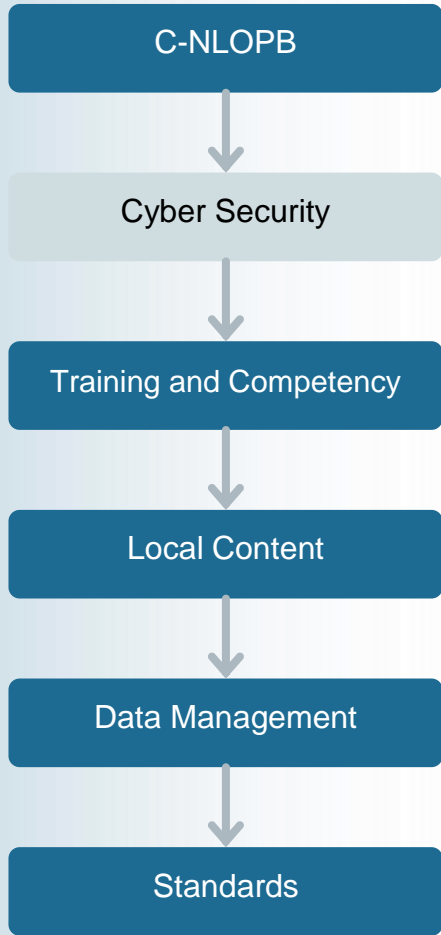 C-NLOPB
Cyber Security
Training and Competency
Local Content
Data Management
Standards